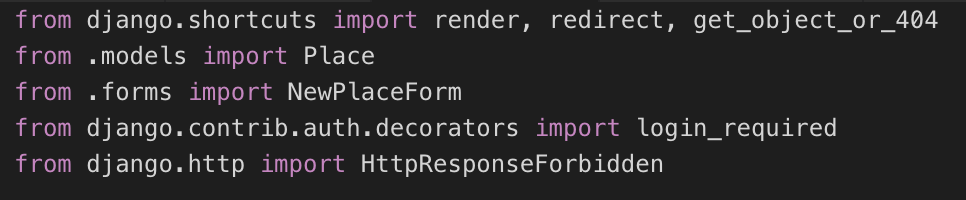 from django.shortcuts import render, redirect, get_object_or_404
from .models import Place
from .forms import NewPlaceForm
from django.contrib.auth.decorators import login_required
from django.http import HttpResponseForbidden